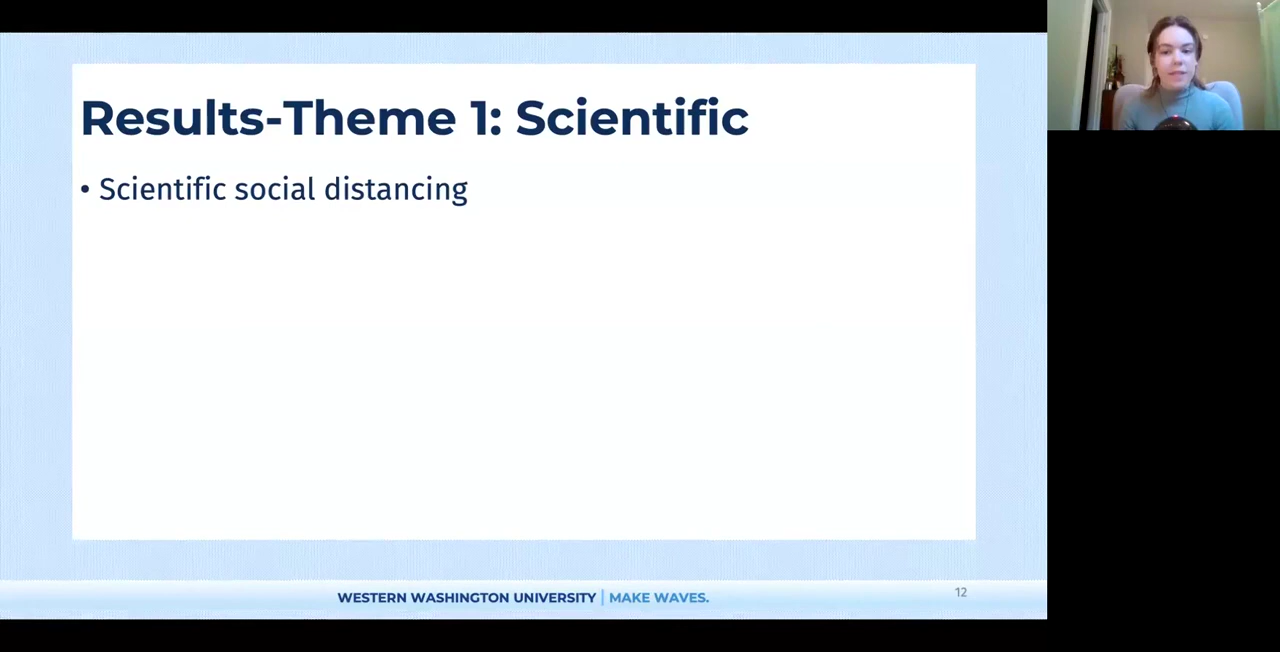 Results-Theme 1: Scientific
• Scientific social distancing
WESTERN WASHINGTON UNIVERSITY | MAKE WAVES.
12